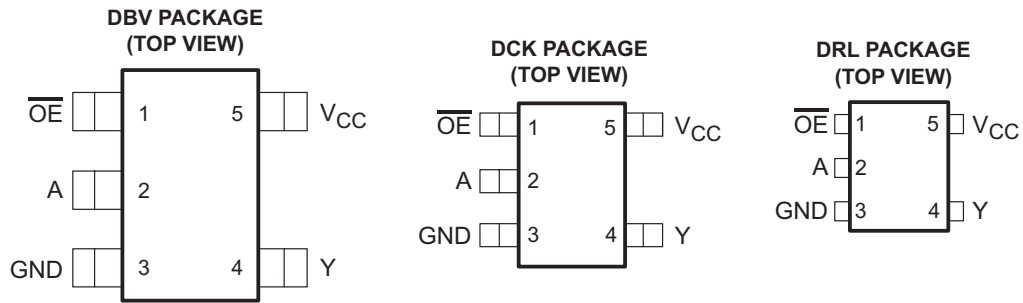 DBV PACKAGE
(TOP VIEW)
OE 1 5 VCC
A 2
GND 3 4 Y
DCK PACKAGE
(TOP VIEW)
OE 1 5 VCC
A 2
GND 3 4 Y
DRL PACKAGE
(TOP VIEW)
OE 1 5 VCC
A 2
GND 3 4 Y